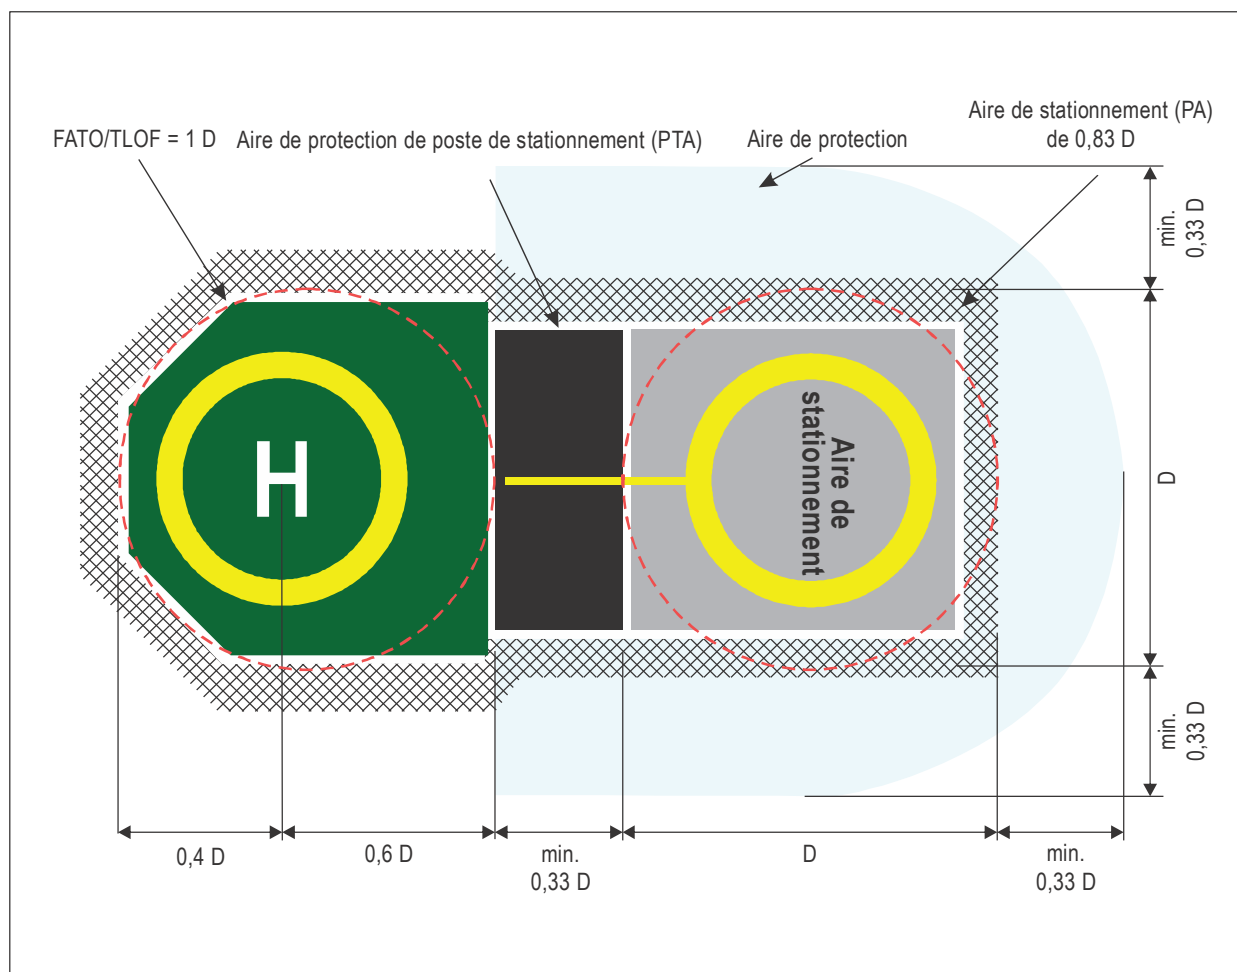 Aire de stationnement (PA)
de 0,83 D
FATO/TLOF = 1 D
Aire de protection de poste de stationnement (PTA)
Aire de protection
min.
0,33 D
H
Aire de
stationnement
D
min.
0,33 D
0,4 D
0,6 D
min.
0,33 D
D
min.
0,33 D